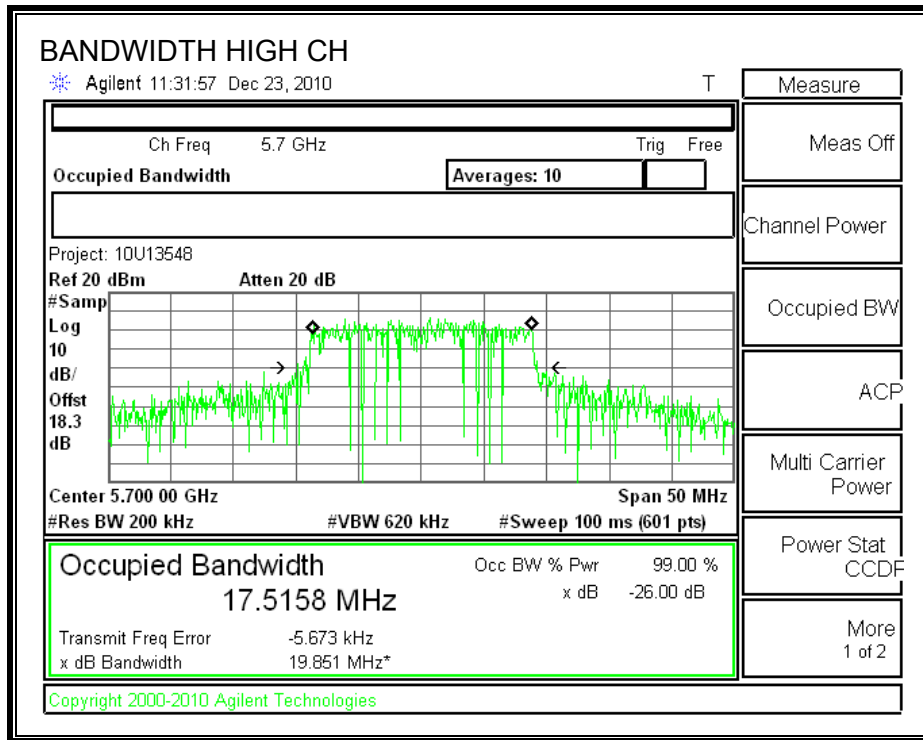 BANDWIDTH HIGH CH
Agilent 11:31:57 Dec 23, 2010 T
Measure
Ch Freq 5.7 GHz Trig Free
Meas Off
Occupied Bandwidth Averages: 10
Channel Power
Project: 10U13548
Ref 20 dBm Atten 20 dB
#Samp
Log
10
dB/
Offst
18.3
dB
Occupied BW
ACP
Multi Carrier
Power
Center 5.700 00 GHz Span 50 MHz
#Res BW 200 kHz #VBW 620 kHz #Sweep 100 ms (601 pts)
Power Stat
CCDF
Occupied Bandwidth Occ BW % Pwr 99.00 %
17.5158 MHz x dB -26.00 dB
Transmit Freq Error -5.673 kHz
x dB Bandwidth 19.851 MHz*
More
1 of 2
Copyright 2000-2010 Agilent Technologies